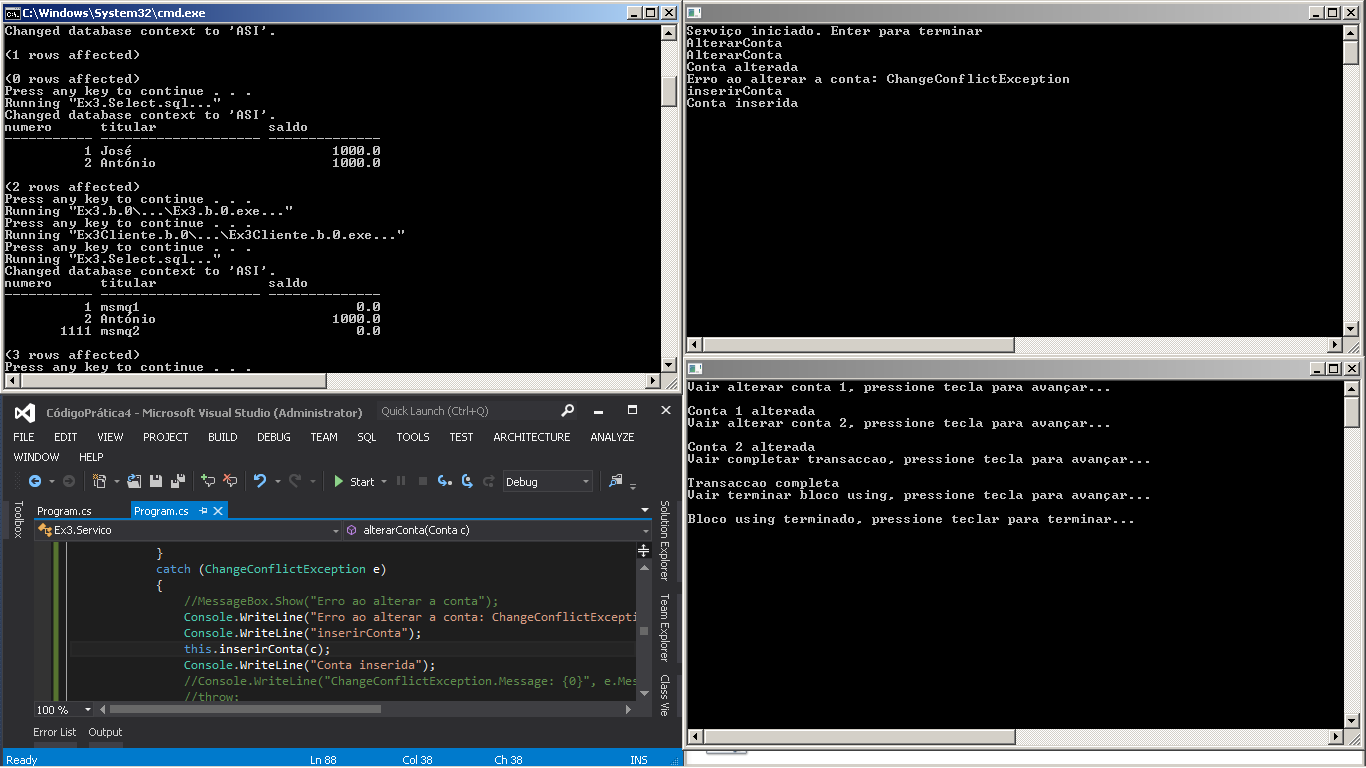 C:\Windows\System32\cmd.exe
Changed database context to 'ASI'.
(1 rows affected)
(0 rows affected)
Press any key to continue . . .
Running "Ex3.Select.sql..."
Changed database context to 'ASI'.
numero      titular              saldo
----------- -------------------- --------------
1 José                         1000.0
2 António                      1000.0
(2 rows affected)
Press any key to continue . . .
Running "Ex3.b.0\...\Ex3.b.0.exe..."
Press any key to continue . . .
Running "Ex3Cliente.b.0\...\Ex3Cliente.b.0.exe..."
Press any key to continue . . .
Running "Ex3.Select.sql..."
Changed database context to 'ASI'.
numero      titular              saldo
----------- -------------------- --------------
1 msmq1                           0.0
2 António                      1000.0
1111 msmq2                           0.0
(3 rows affected)
Press any key to continue . . .
Serviço iniciado. Enter para terminar
AlterarConta
AlterarConta
Conta alterada
Erro ao alterar a conta: ChangeConflictException
inserirConta
Conta inserida
Vair alterar conta 1, pressione tecla para avançar...
Conta 1 alterada
Vair alterar conta 2, pressione tecla para avançar...
Conta 2 alterada
Vair completar transaccao, pressione tecla para avançar...
Transaccao completa
Vair terminar bloco using, pressione tecla para avançar...
Bloco using terminado, pressione teclar para terminar...
CódigoPrática4 - Microsoft Visual Studio (Administrator)
Quick Launch (Ctrl+Q)
FILE EDIT VIEW PROJECT BUILD DEBUG TEAM SQL TOOLS TEST ARCHITECTURE ANALYZE
WINDOW HELP
Start
Debug
Toolbox
Program.cs
Program.cs
Ex3.Servico
alterarConta(Conta c)
}
catch (ChangeConflictException e)
{
//MessageBox.Show("Erro ao alterar a conta");
Console.WriteLine("Erro ao alterar a conta: ChangeConflictExcepti
Console.WriteLine("inserirConta");
this.inserirConta(c);
Console.WriteLine("Conta inserida");
//Console.WriteLine("ChangeConflictException.Message: {0}", e.Mes
//throw;
Solution Explorer
Team Explorer
Class Vie
100 %
Error List Output
Ready Ln 88 Col 38 Ch 38 INS